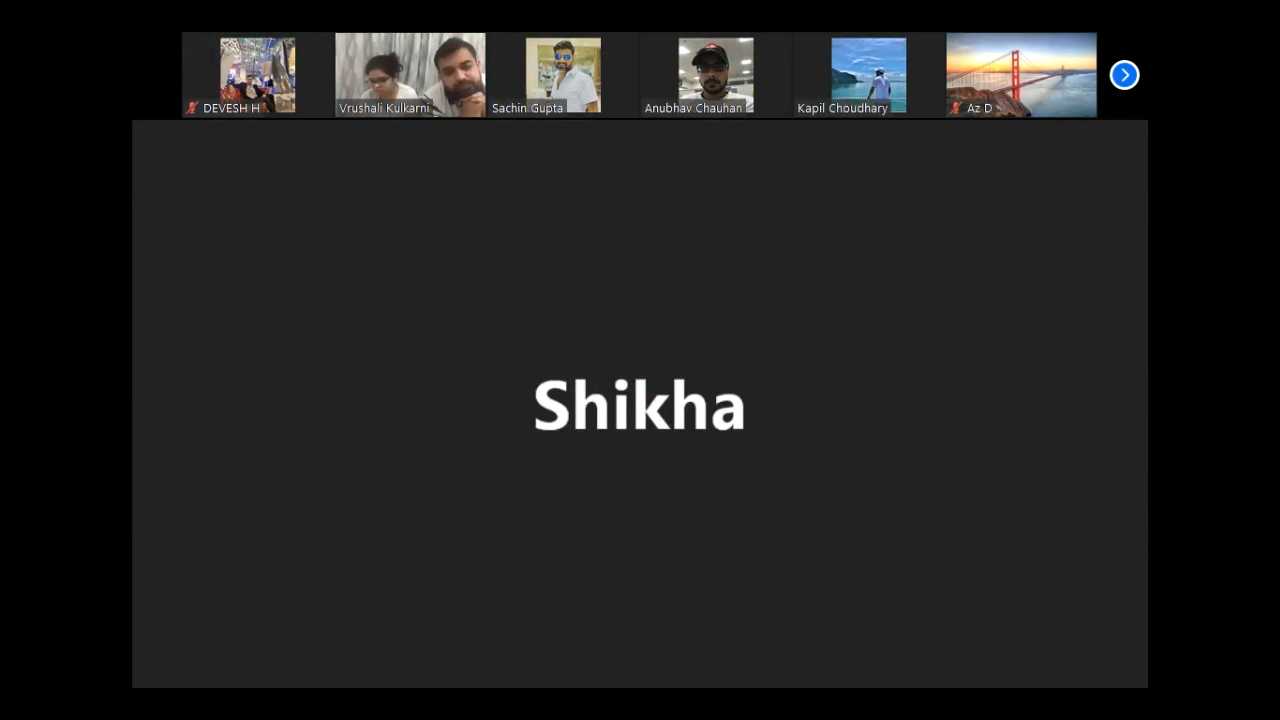 DEVESH H
Vrushali Kulkarni
Sachin Gupta
Anubhav Chauhan
Kapil Choudhary
Az D
Shikha